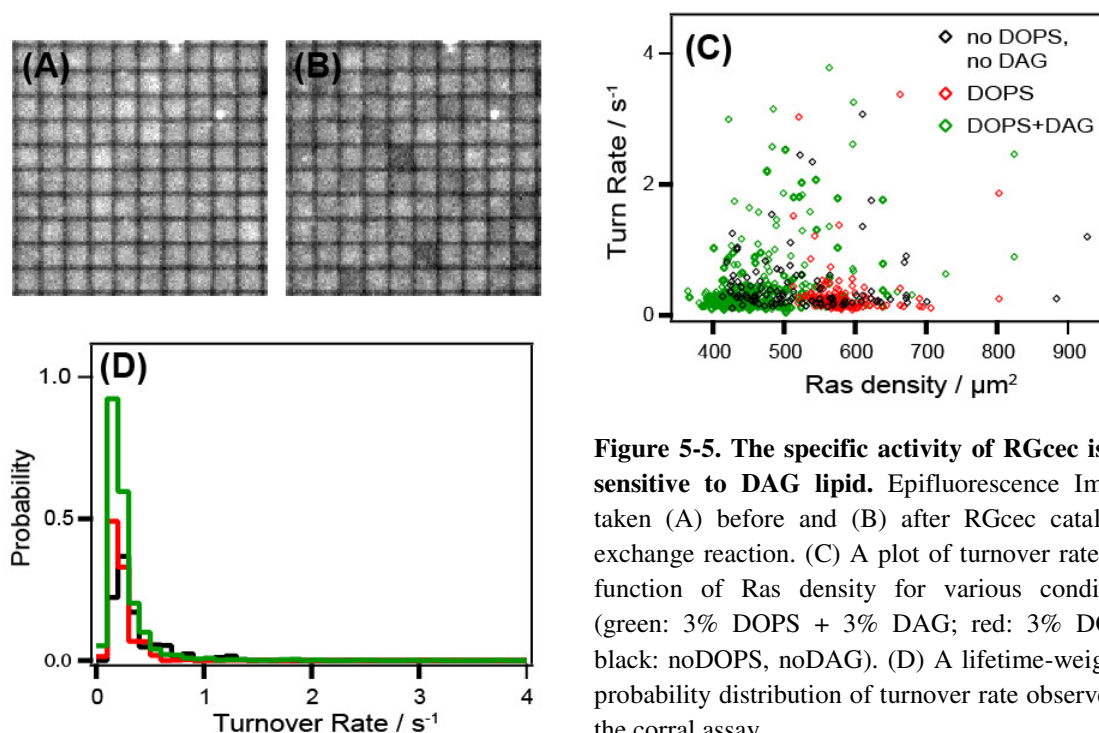 (A)
(B)
(C)
Turn Rate / s⁻¹
4
2
0
no DOPS,
no DAG
DOPS
DOPS+DAG
400 500 600 700 800 900
Ras density / µm²
(D)
Probability
1.0
0.5
0.0
0 1 2 3 4
Turnover Rate / s⁻¹
Figure 5-5. The specific activity of RGcec is
sensitive to DAG lipid. Epifluorescence Im
taken (A) before and (B) after RGcec catal
exchange reaction. (C) A plot of turnover rate
function of Ras density for various condi
(green: 3% DOPS + 3% DAG; red: 3% DO
black: noDOPS, noDAG). (D) A lifetime-weig
probability distribution of turnover rate observe
the corral assay